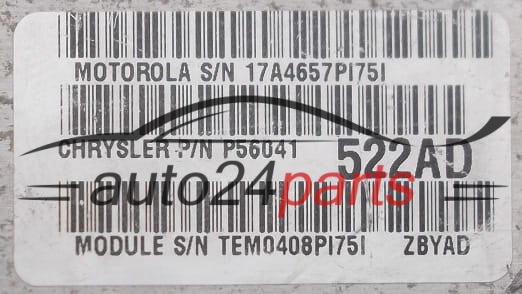 MOTOROLA S/N 17A4657PI75I
CHRYSLER P/N P56041 522AD
auto24parts
MODULE S/N TEM0408PI75I ZBYAD